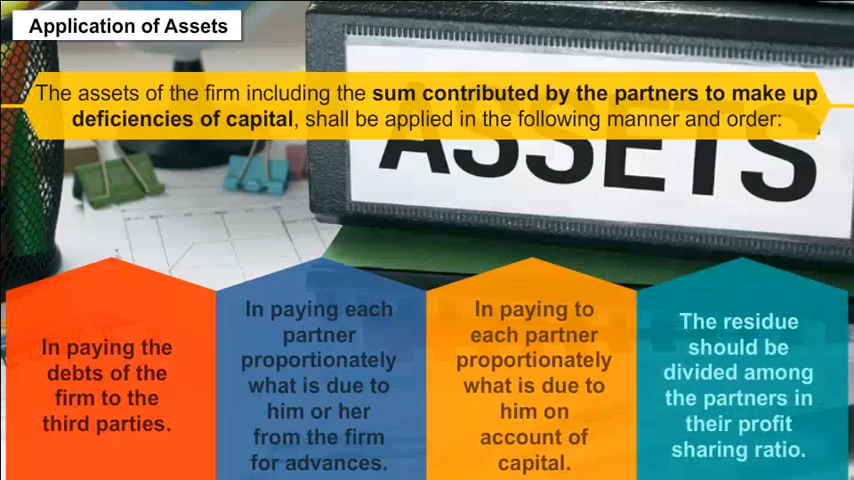 Application of Assets
The assets of the firm including the sum contributed by the partners to make up
deficiencies of capital, shall be applied in the following manner and order:
ASSETS
In paying the
debts of the
firm to the
third parties.
In paying each
partner
proportionately
what is due to
him or her
from the firm
for advances.
In paying to
each partner
proportionately
what is due to
him on
account of
capital.
The residue
should be
divided among
the partners in
their profit
sharing ratio.